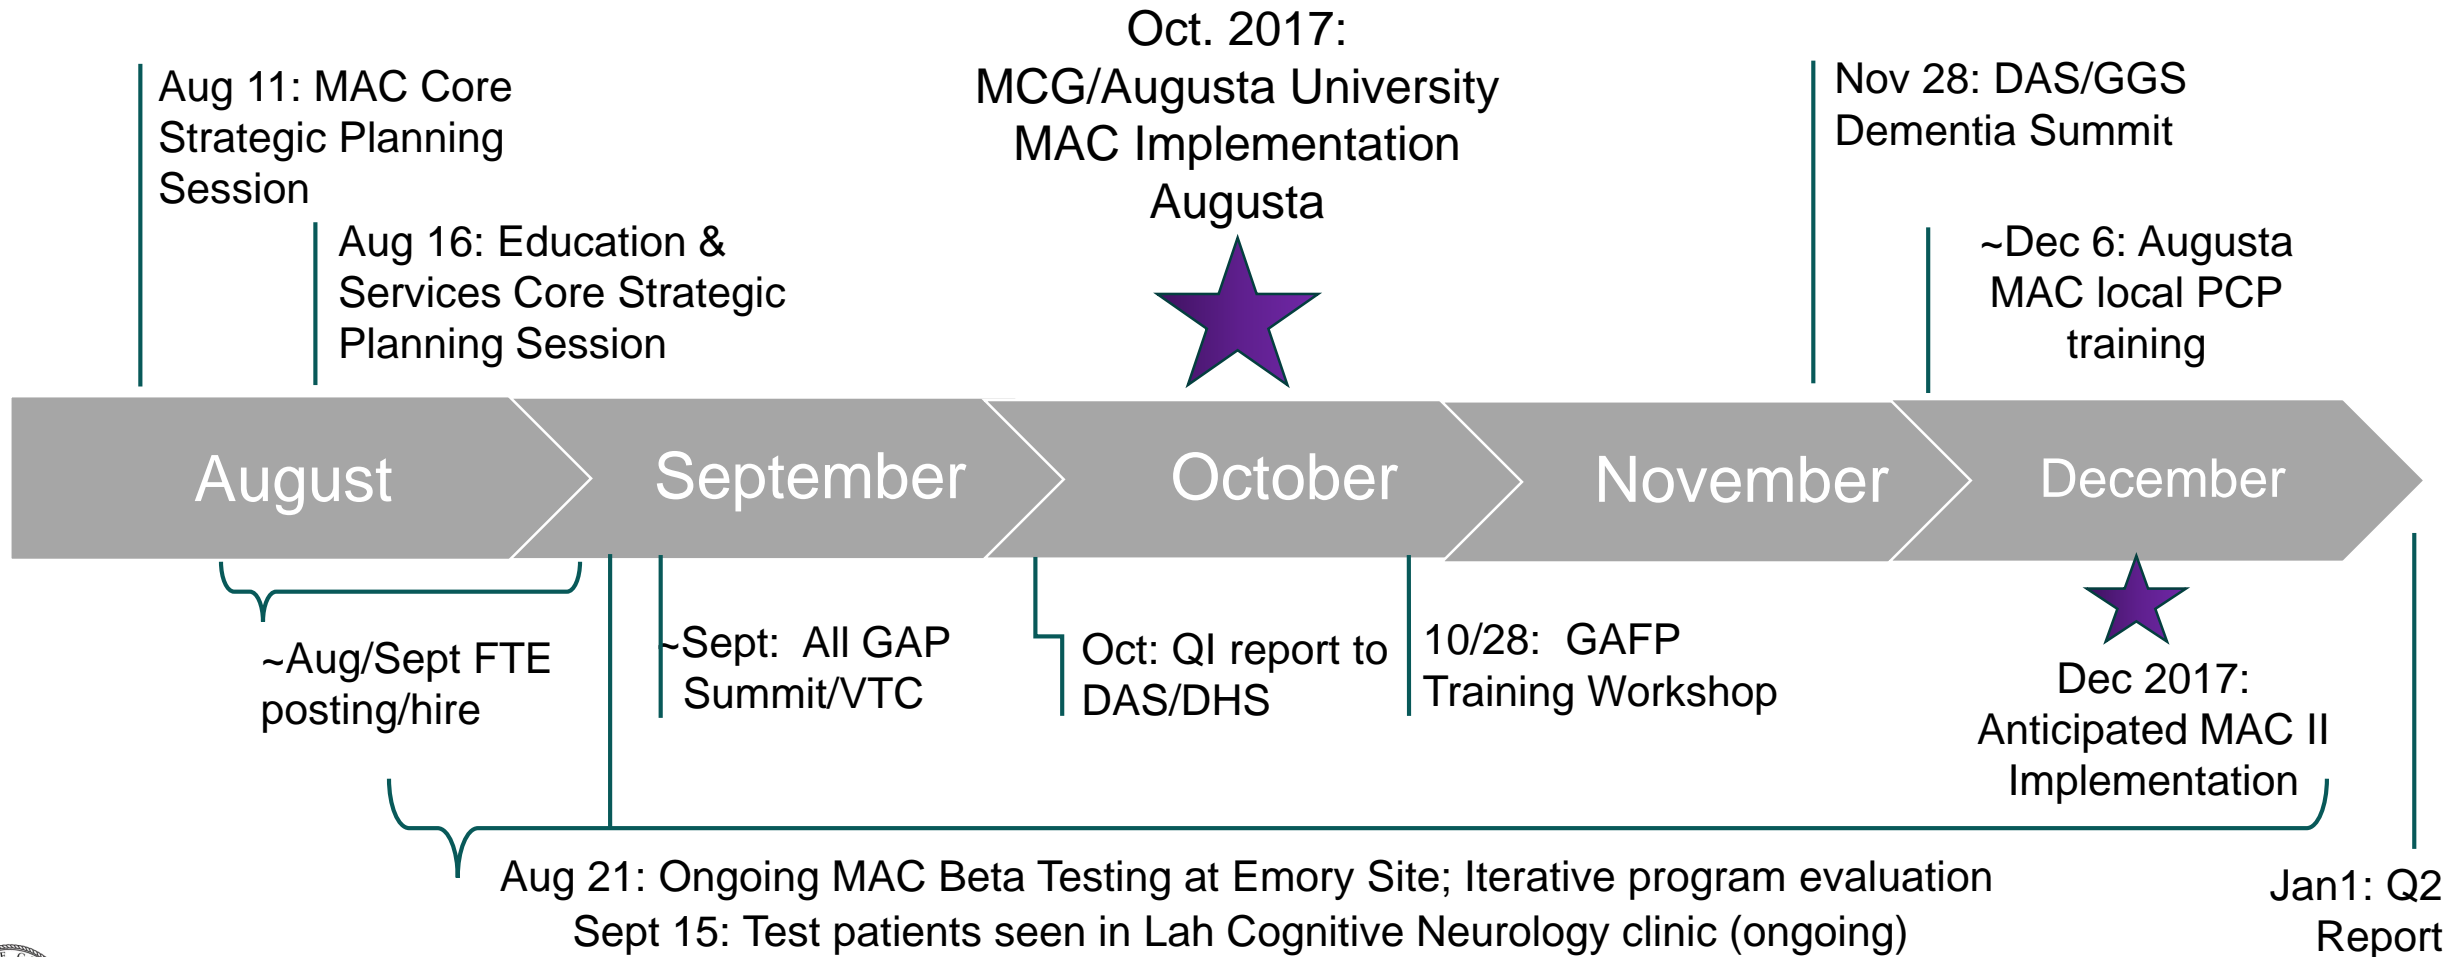 Oct. 2017:
MCG/Augusta University
MAC Implementation
Augusta
Aug 11: MAC Core
Strategic Planning
Session
Aug 16: Education &
Services Core Strategic
Planning Session
Nov 28: DAS/GGS
Dementia Summit
~Dec 6: Augusta
MAC local PCP
training
August
September
October
November
December
~Aug/Sept FTE
posting/hire
~Sept:  All GAP
Summit/VTC
Oct: QI report to
DAS/DHS
10/28:  GAFP
Training Workshop
Dec 2017:
Anticipated MAC II
Implementation
Aug 21: Ongoing MAC Beta Testing at Emory Site; Iterative program evaluation
Sept 15: Test patients seen in Lah Cognitive Neurology clinic (ongoing)
Jan1: Q2
Report